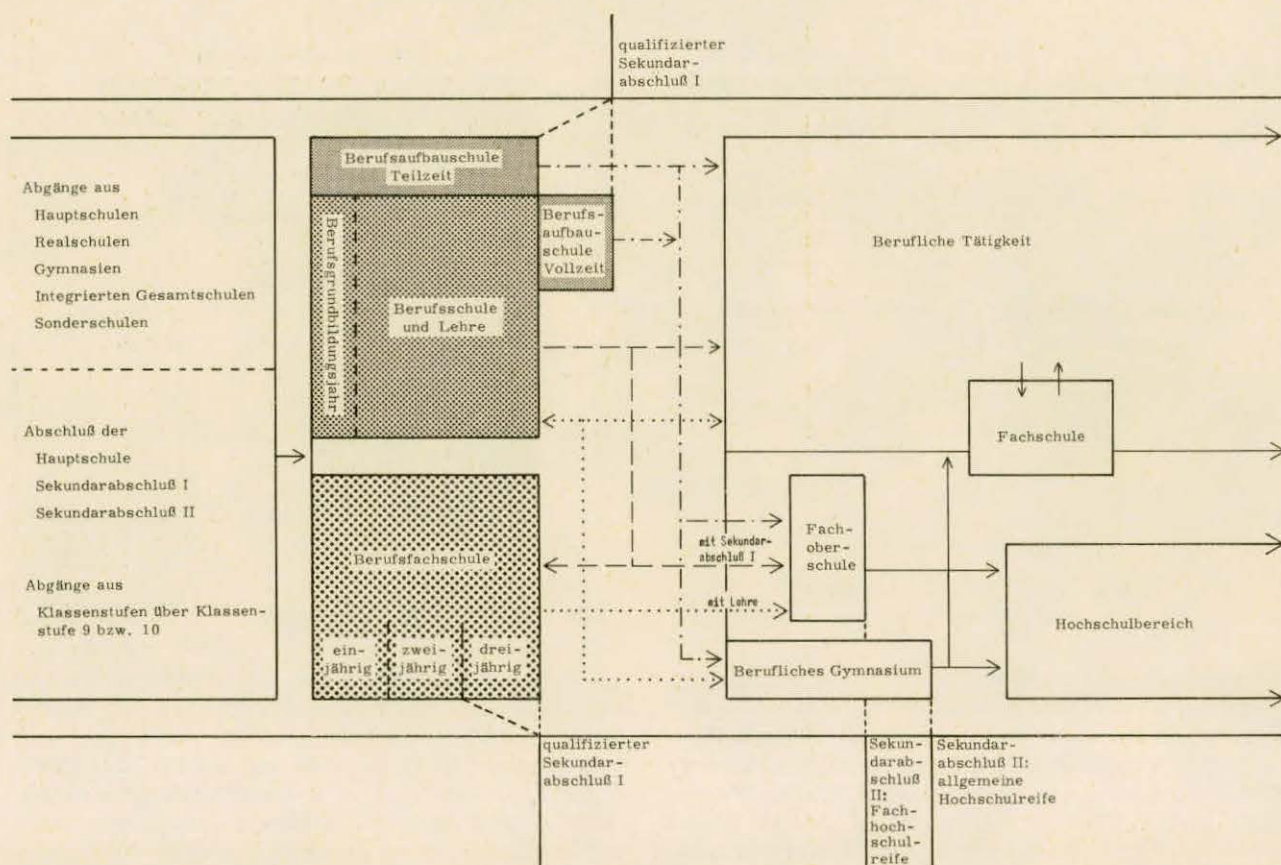 qualifizierter
Sekundar-
abschluß I
Abgänge aus
Hauptschulen
Realschulen
Gymnasien
Integrierten Gesamtschulen
Sonderschulen
Abschluß der
Hauptschule
Sekundarabschluß I
Sekundarabschluß II
Abgänge aus
Klassenstufen über Klassen-
stufe 9 bzw. 10
Berufsaufbauschule
Teilzeit
Berufsgrundbildungsjahr
Berufsschule
und Lehre
Berufs-
aufbau-
schule
Vollzeit
Berufsfachschule
ein-
jährig
zwei-
jährig
drei-
jährig
Berufliche Tätigkeit
Fachschule
mit Sekundar-
abschluß I
Fach-
ober-
schule
mit Lehre
Berufliches Gymnasium
Hochschulbereich
qualifizierter
Sekundar-
abschluß I
Sekun-
darab-
schluß
II:
Fach-
hoch-
schul-
reife
Sekundar-
abschluß II:
allgemeine
Hochschulreife